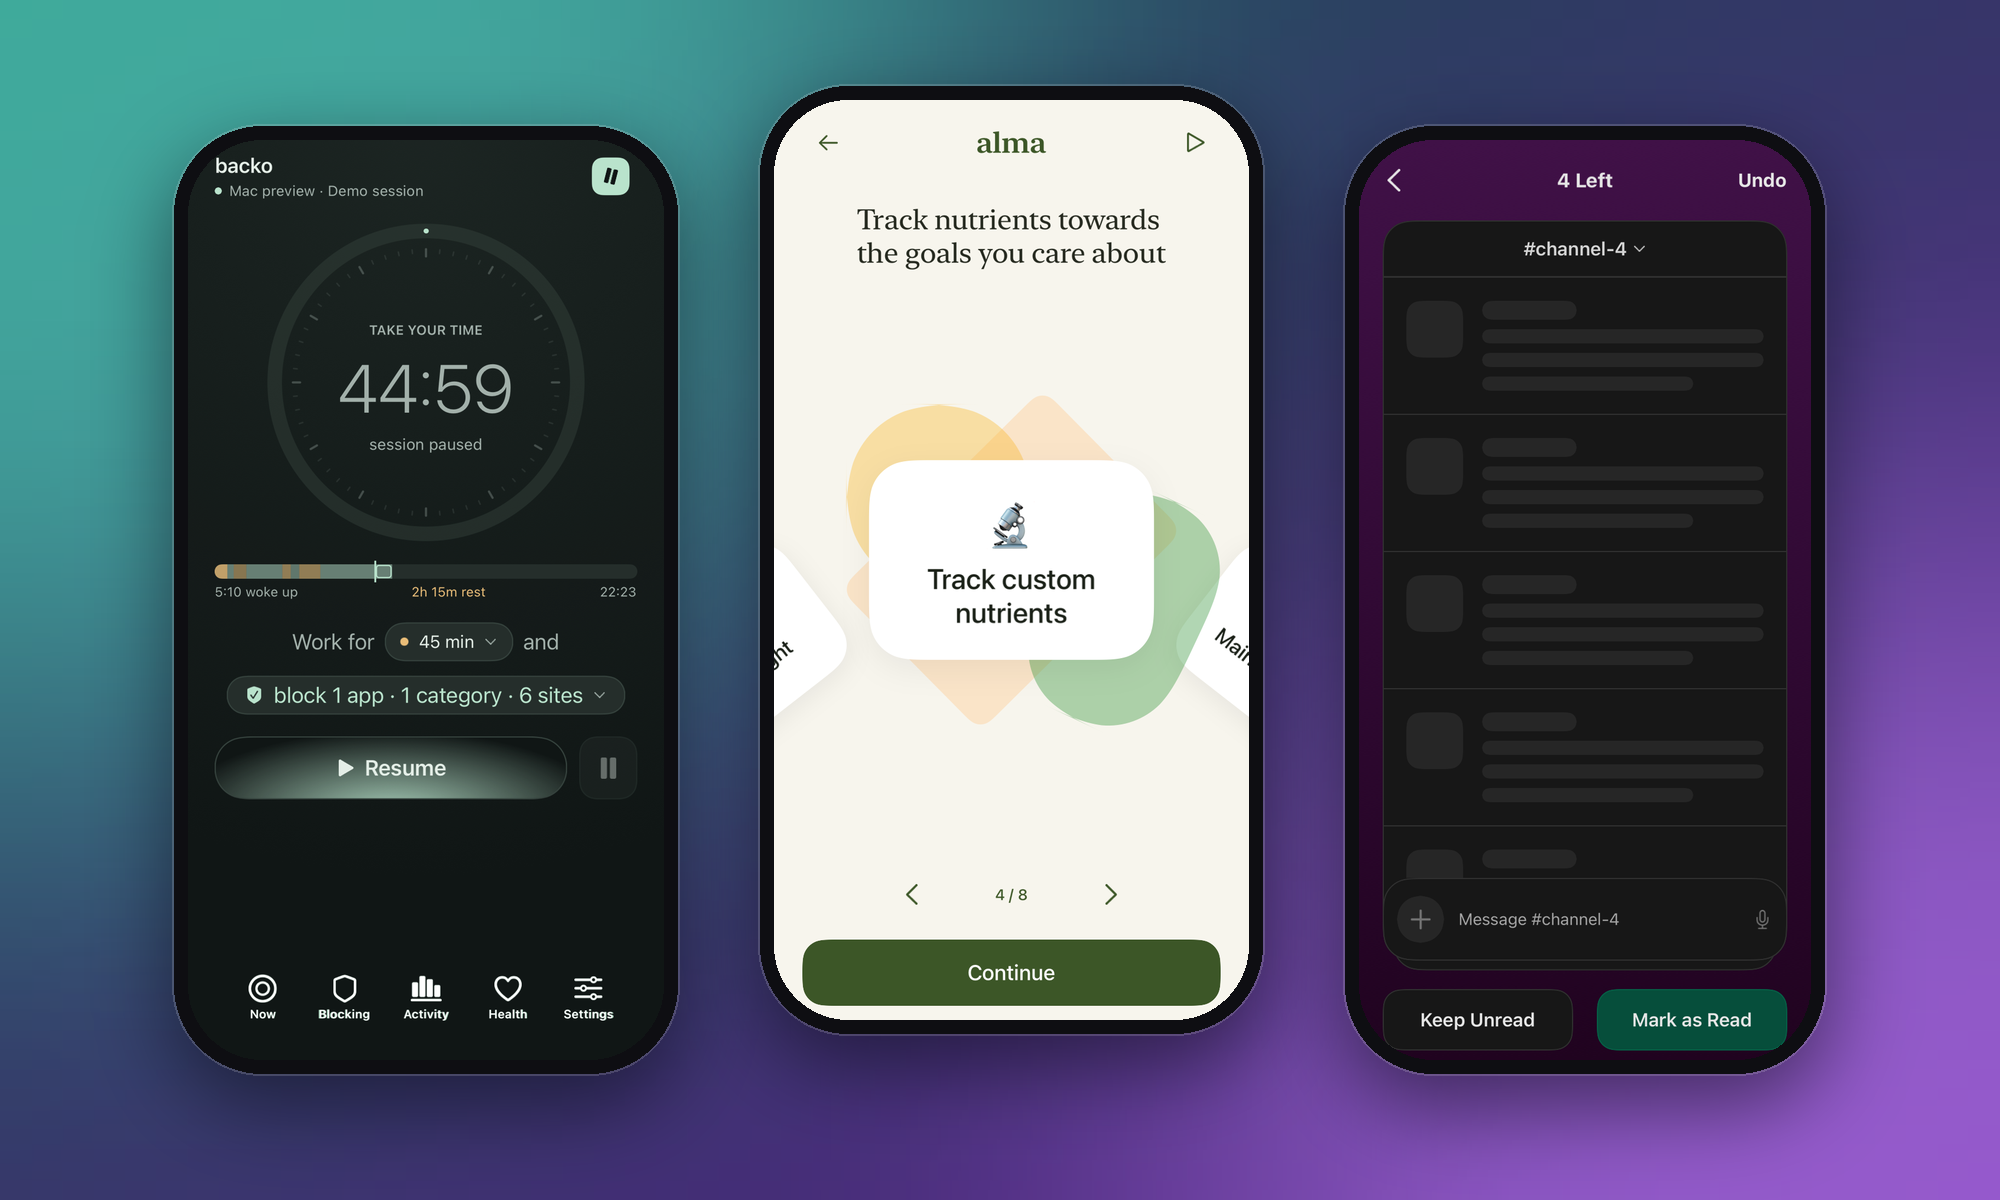 backo
Mac preview · Demo session
TAKE YOUR TIME
44:59
session paused
5:10 woke up
2h 15m rest
22:23
Work for 45 min and
block 1 app · 1 category · 6 sites
Resume
Now
Blocking
Activity
Health
Settings
alma
Track nutrients towards
the goals you care about
Track custom
nutrients
ght
Main
4 / 8
Continue
4 Left
Undo
#channel-4
Message #channel-4
Keep Unread
Mark as Read